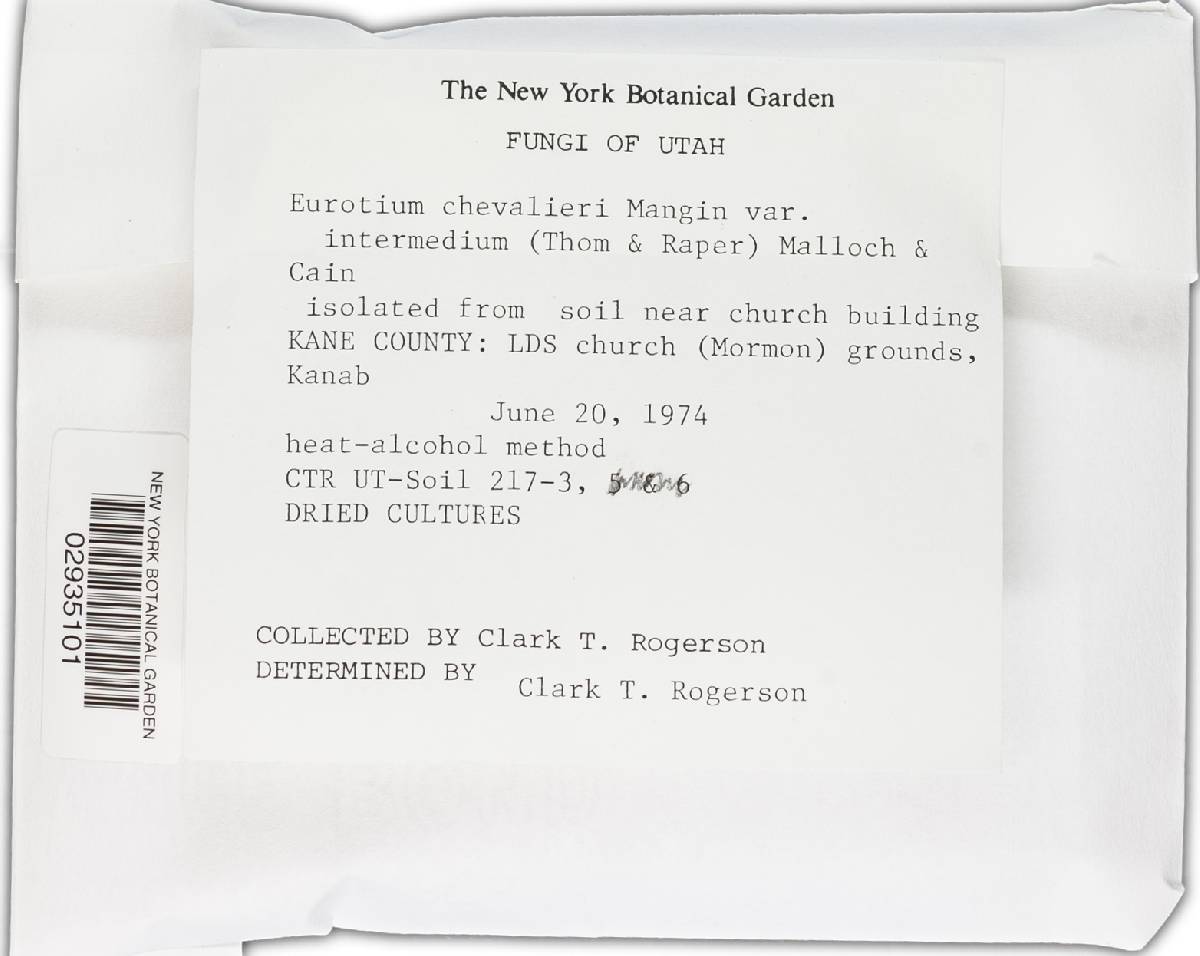 The New York Botanical Garden
FUNGI OF UTAH
Eurotium chevalieri Mangin var.
intermedium (Thom & Raper) Malloch &
Cain
isolated from soil near church building
KANE COUNTY: LDS church (Mormon) grounds,
Kanab
June 20, 1974
heat-alcohol method
CTR UT-Soil 217-3, 5 & 6
DRIED CULTURES
COLLECTED BY Clark T. Rogerson
DETERMINED BY
Clark T. Rogerson
NEW YORK BOTANICAL GARDEN
02935101